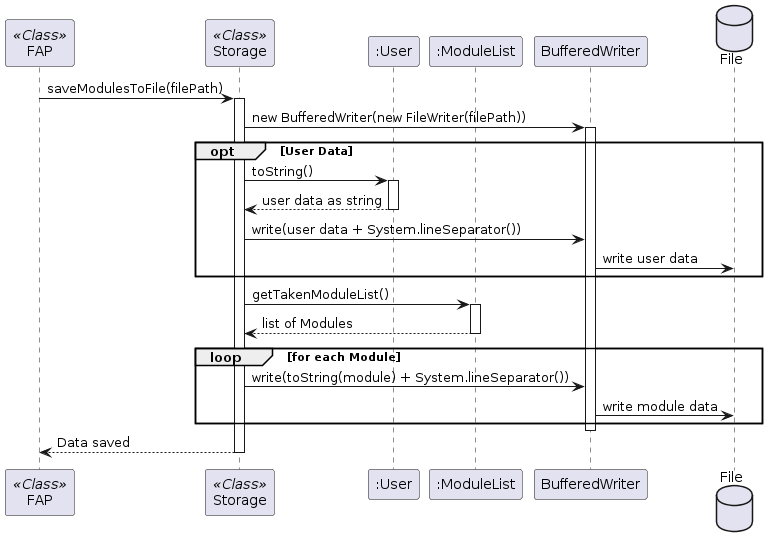 «Class»
FAP
«Class»
Storage
:User
:ModuleList
BufferedWriter
File
saveModulesToFile(filePath)
new BufferedWriter(new FileWriter(filePath))
opt
[User Data]
toString()
user data as string
write(user data + System.lineSeparator())
write user data
getTakenModuleList()
list of Modules
loop
[for each Module]
write(toString(module) + System.lineSeparator())
write module data
Data saved
«Class»
FAP
«Class»
Storage
:User
:ModuleList
BufferedWriter
File